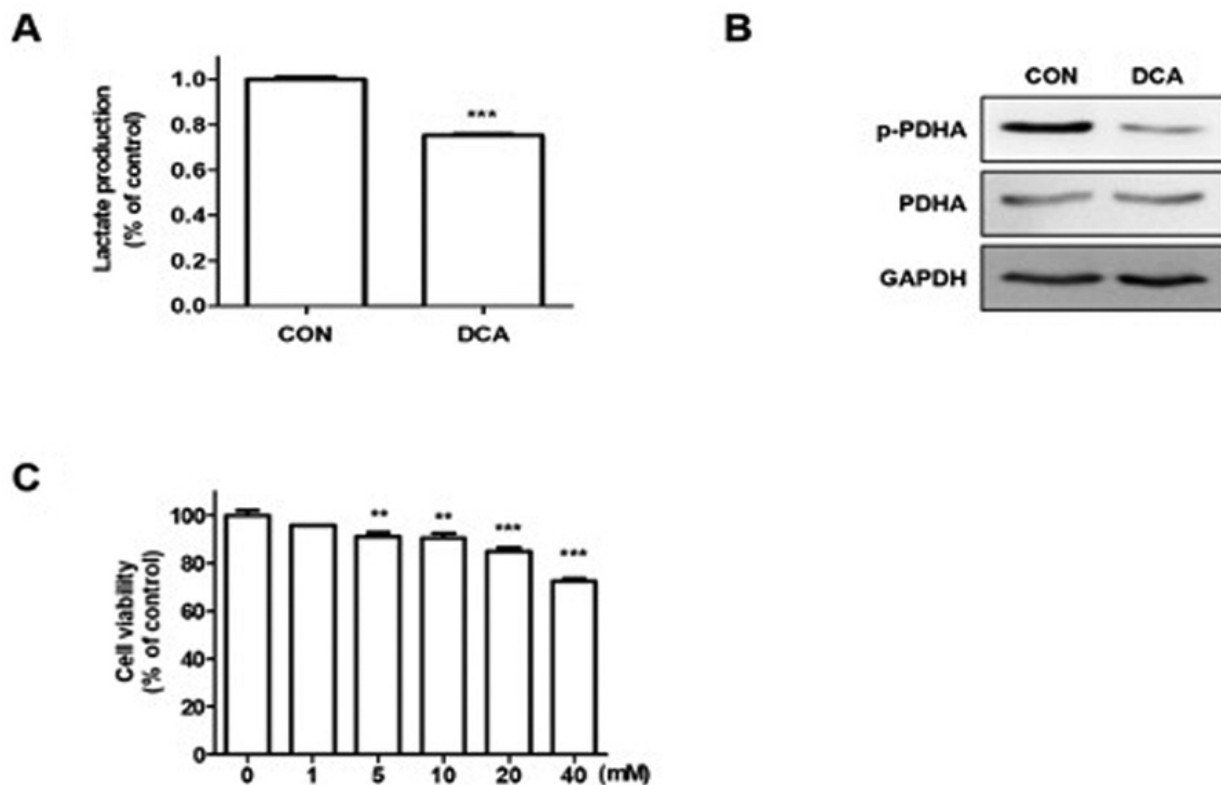 A
Lactate production
(% of control)
1.0
0.8
0.6
0.4
0.2
0.0
***
CON DCA
B
CON DCA
p-PDHA
PDHA
GAPDH
C
Cell viability
(% of control)
100
80
60
40
20
0
** ** *** ***
0 1 5 10 20 40 (mM)